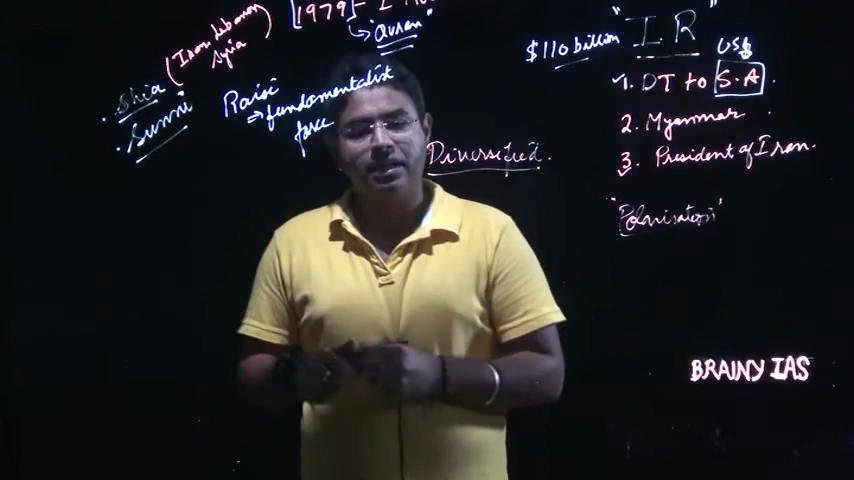 [1979] - I
"Quran"
(Iran Lebanon
Syria
Shia
Sunni
Raisi
⇒ fundamentalist
force
Diversified.
$110 billion
"I.R"
US$
1. DT to S.A.
2. Myanmar
3. President of Iran.
"Polarisation"
BRAINY IAS